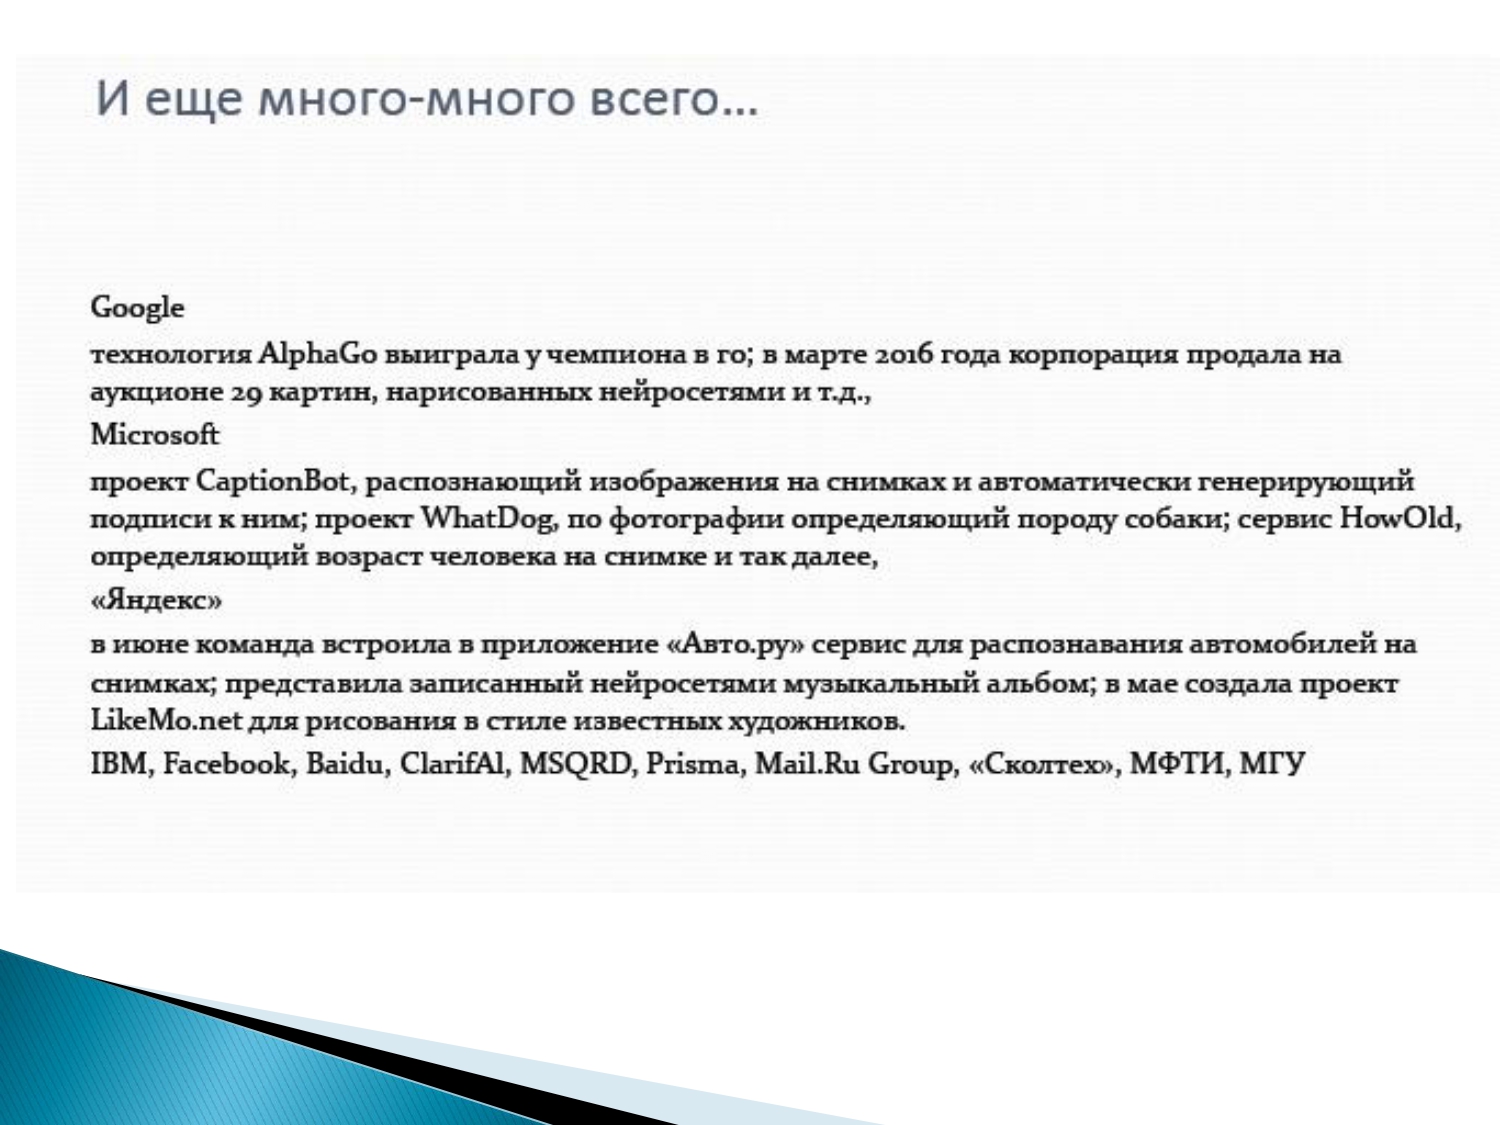 И еще много-много всего...
Google
технология AlphaGo выиграла у чемпиона в го; в марте 2016 года корпорация продала на
аукционе 29 картин, нарисованных нейросетями и т.д.,
Microsoft
проект CaptionBot, распознающий изображения на снимках и автоматически генерирующий
подписи к ним; проект WhatDog, по фотографии определяющий породу собаки; сервис HowOld,
определяющий возраст человека на снимке и так далее,
«Яндекс»
в июне команда встроила в приложение «Авто.ру» сервис для распознавания автомобилей на
снимках; представила записанный нейросетями музыкальный альбом; в мае создала проект
LikeMo.net для рисования в стиле известных художников.
IBM, Facebook, Baidu, ClarifAl, MSQRD, Prisma, Mail.Ru Group, «Сколтех», МФТИ, МГУ